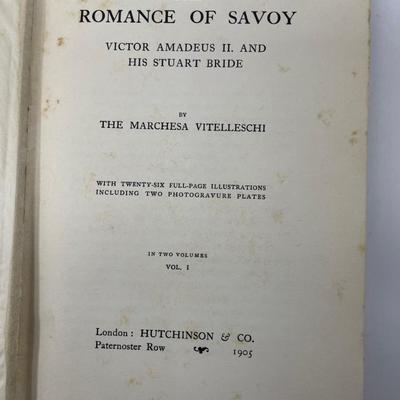 ROMANCE OF SAVOY
VICTOR AMADEUS II. AND
HIS STUART BRIDE
BY
THE MARCHESA VITELLESCHI
WITH TWENTY-SIX FULL-PAGE ILLUSTRATIONS
INCLUDING TWO PHOTOGRAVURE PLATES
IN TWO VOLUMES
VOL. I
London: HUTCHINSON & CO.
Paternoster Row 1905